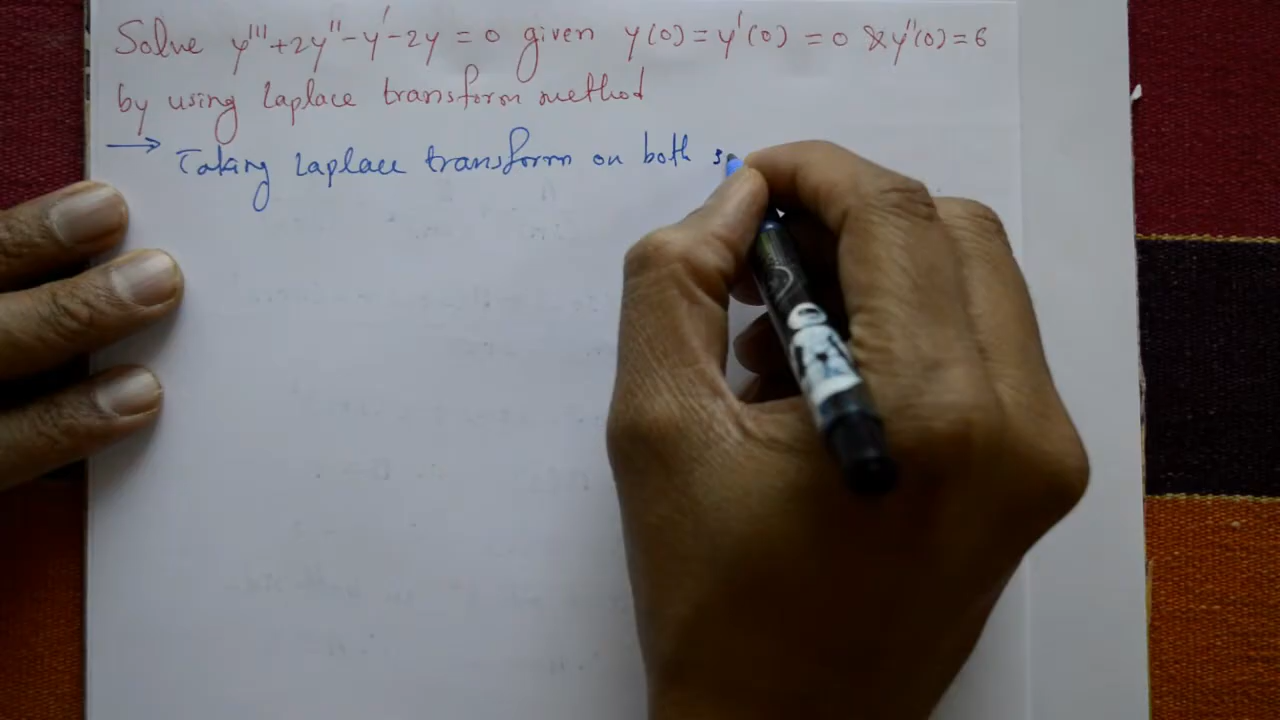 Solve y''' + 2y'' - y' - 2y = 0 given y(0) = y'(0) = 0 & y''(0) = 6
by using Laplace transform method
→ Taking Laplace transform on both s